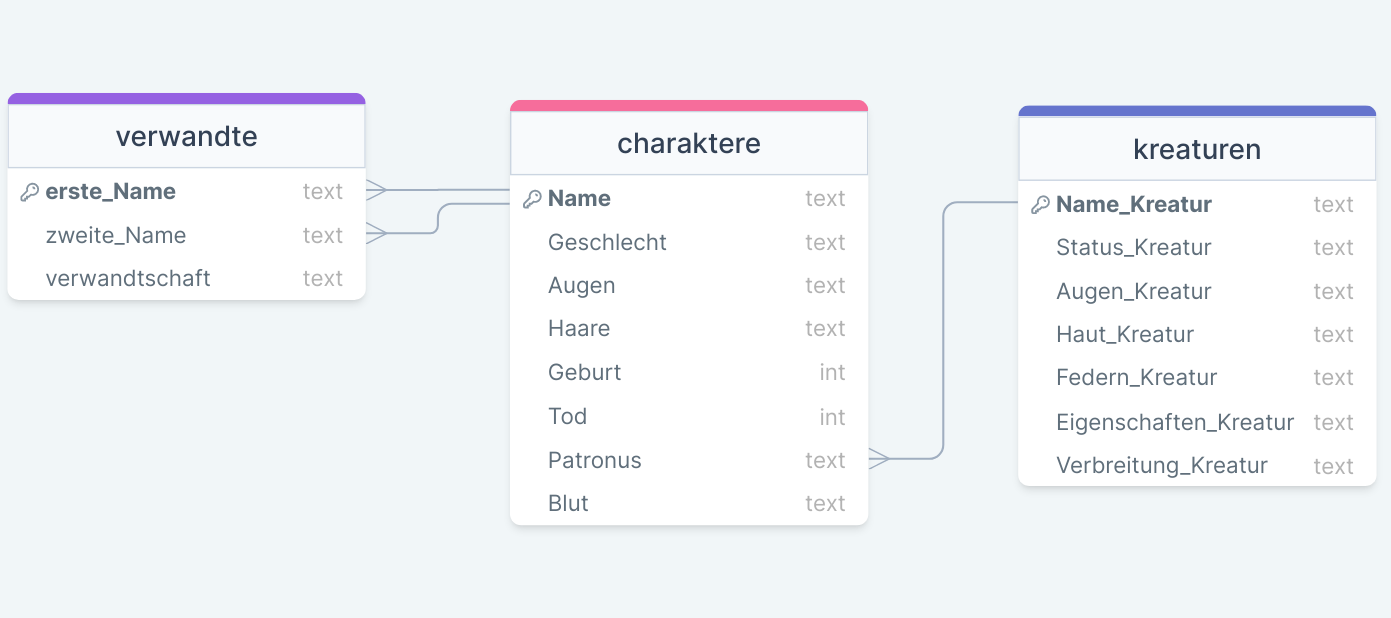 verwandte
erste_Name text
zweite_Name text
verwandtschaft text
charaktere
Name text
Geschlecht text
Augen text
Haare text
Geburt int
Tod int
Patronus text
Blut text
kreaturen
Name_Kreatur text
Status_Kreatur text
Augen_Kreatur text
Haut_Kreatur text
Federn_Kreatur text
Eigenschaften_Kreatur text
Verbreitung_Kreatur text